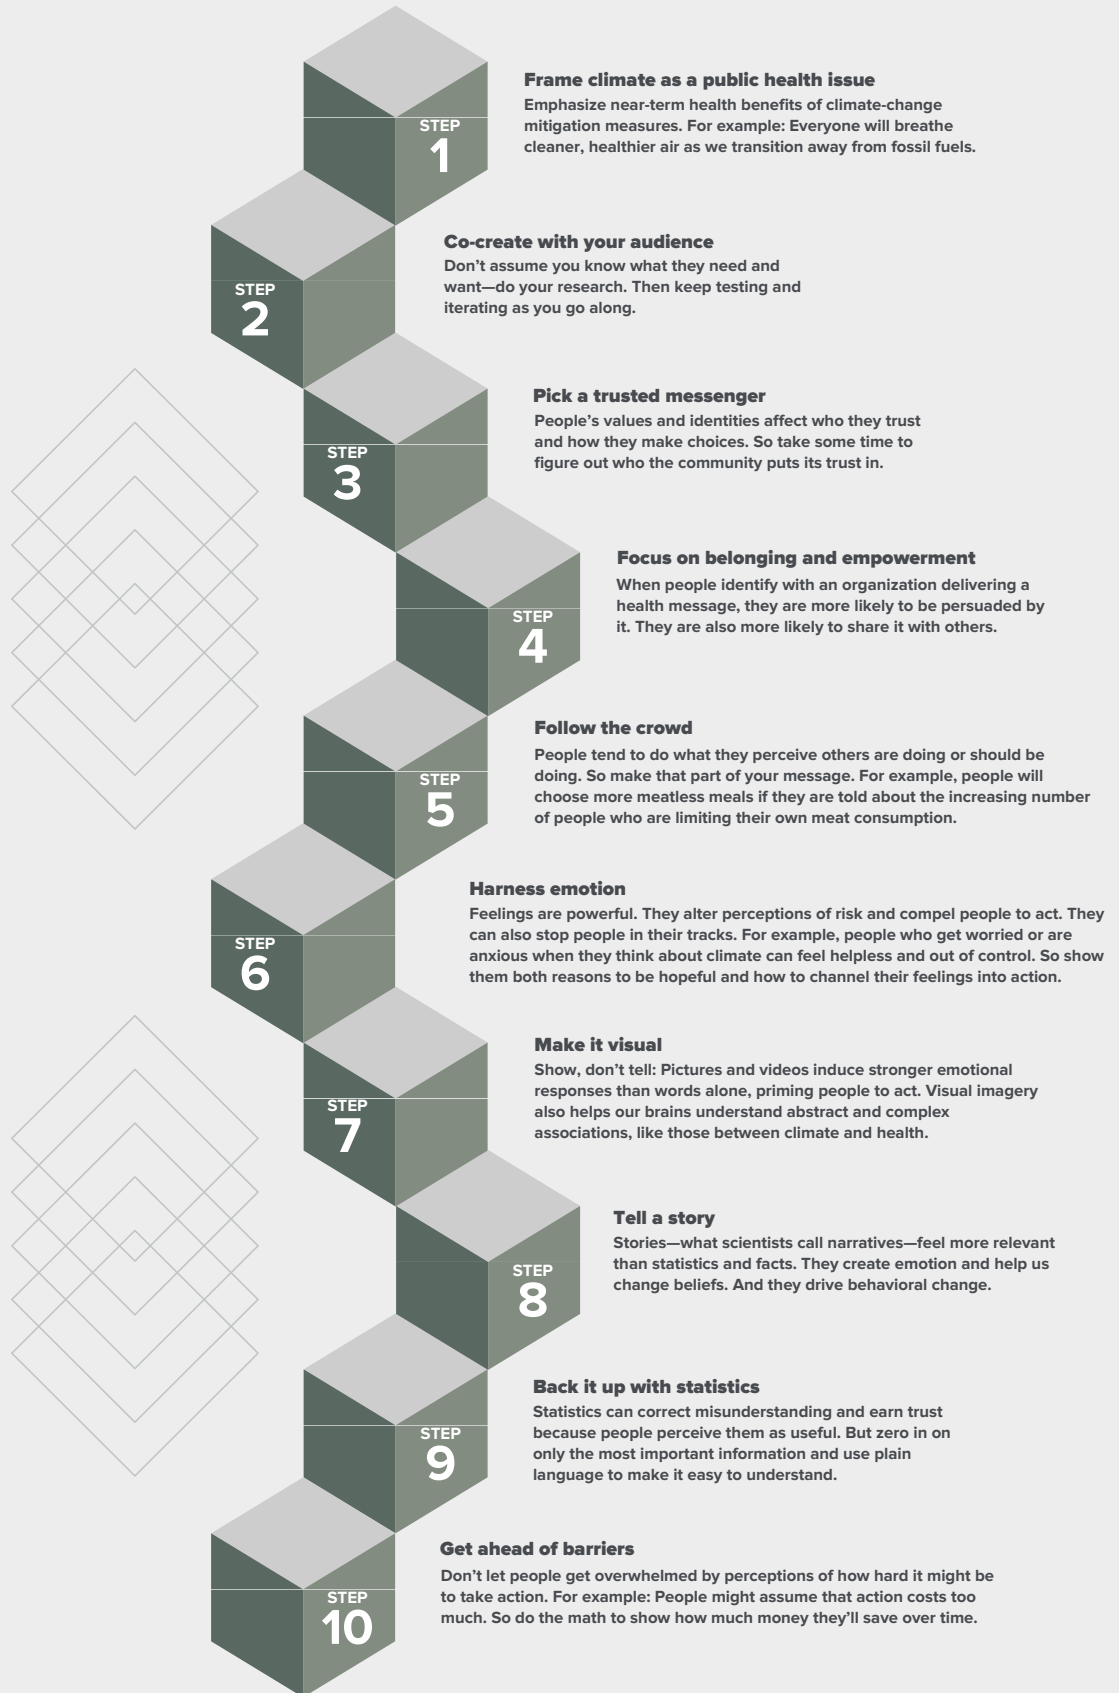 STEP
1
Frame climate as a public health issue
Emphasize near-term health benefits of climate-change
mitigation measures. For example: Everyone will breathe
cleaner, healthier air as we transition away from fossil fuels.
STEP
2
Co-create with your audience
Don’t assume you know what they need and
want—do your research. Then keep testing and
iterating as you go along.
STEP
3
Pick a trusted messenger
People’s values and identities affect who they trust
and how they make choices. So take some time to
figure out who the community puts its trust in.
STEP
4
Focus on belonging and empowerment
When people identify with an organization delivering a
health message, they are more likely to be persuaded by
it. They are also more likely to share it with others.
STEP
5
Follow the crowd
People tend to do what they perceive others are doing or should be
doing. So make that part of your message. For example, people will
choose more meatless meals if they are told about the increasing number
of people who are limiting their own meat consumption.
STEP
6
Harness emotion
Feelings are powerful. They alter perceptions of risk and compel people to act. They
can also stop people in their tracks. For example, people who get worried or are
anxious when they think about climate can feel helpless and out of control. So show
them both reasons to be hopeful and how to channel their feelings into action.
STEP
7
Make it visual
Show, don’t tell: Pictures and videos induce stronger emotional
responses than words alone, priming people to act. Visual imagery
also helps our brains understand abstract and complex
associations, like those between climate and health.
STEP
8
Tell a story
Stories—what scientists call narratives—feel more relevant
than statistics and facts. They create emotion and help us
change beliefs. And they drive behavioral change.
STEP
9
Back it up with statistics
Statistics can correct misunderstanding and earn trust
because people perceive them as useful. But zero in on
only the most important information and use plain
language to make it easy to understand.
STEP
10
Get ahead of barriers
Don’t let people get overwhelmed by perceptions of how hard it might be
to take action. For example: People might assume that action costs too
much. So do the math to show how much money they’ll save over time.